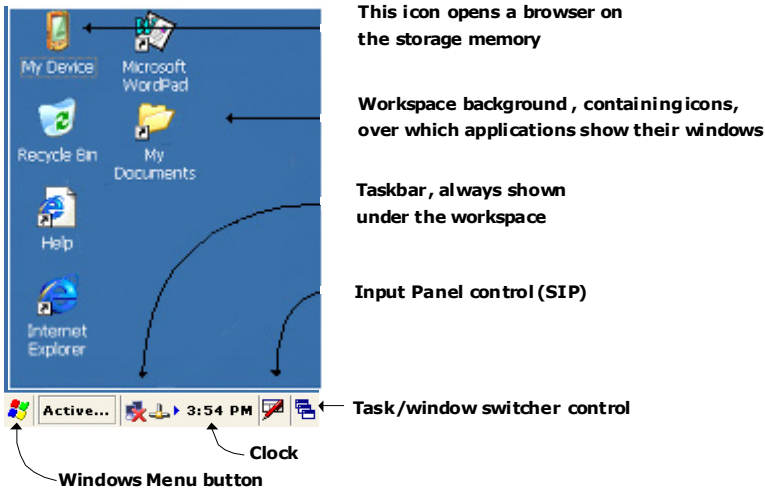 This icon opens a browser on
the storage memory
My Device
Microsoft
WordPad
Workspace background , containing icons,
over which applications show their windows
Recycle Bin
My
Documents
Taskbar, always shown
under the workspace
Help
Input Panel control (SIP)
Internet
Explorer
Active...
3:54 PM
Task/window switcher control
Clock
Windows Menu button